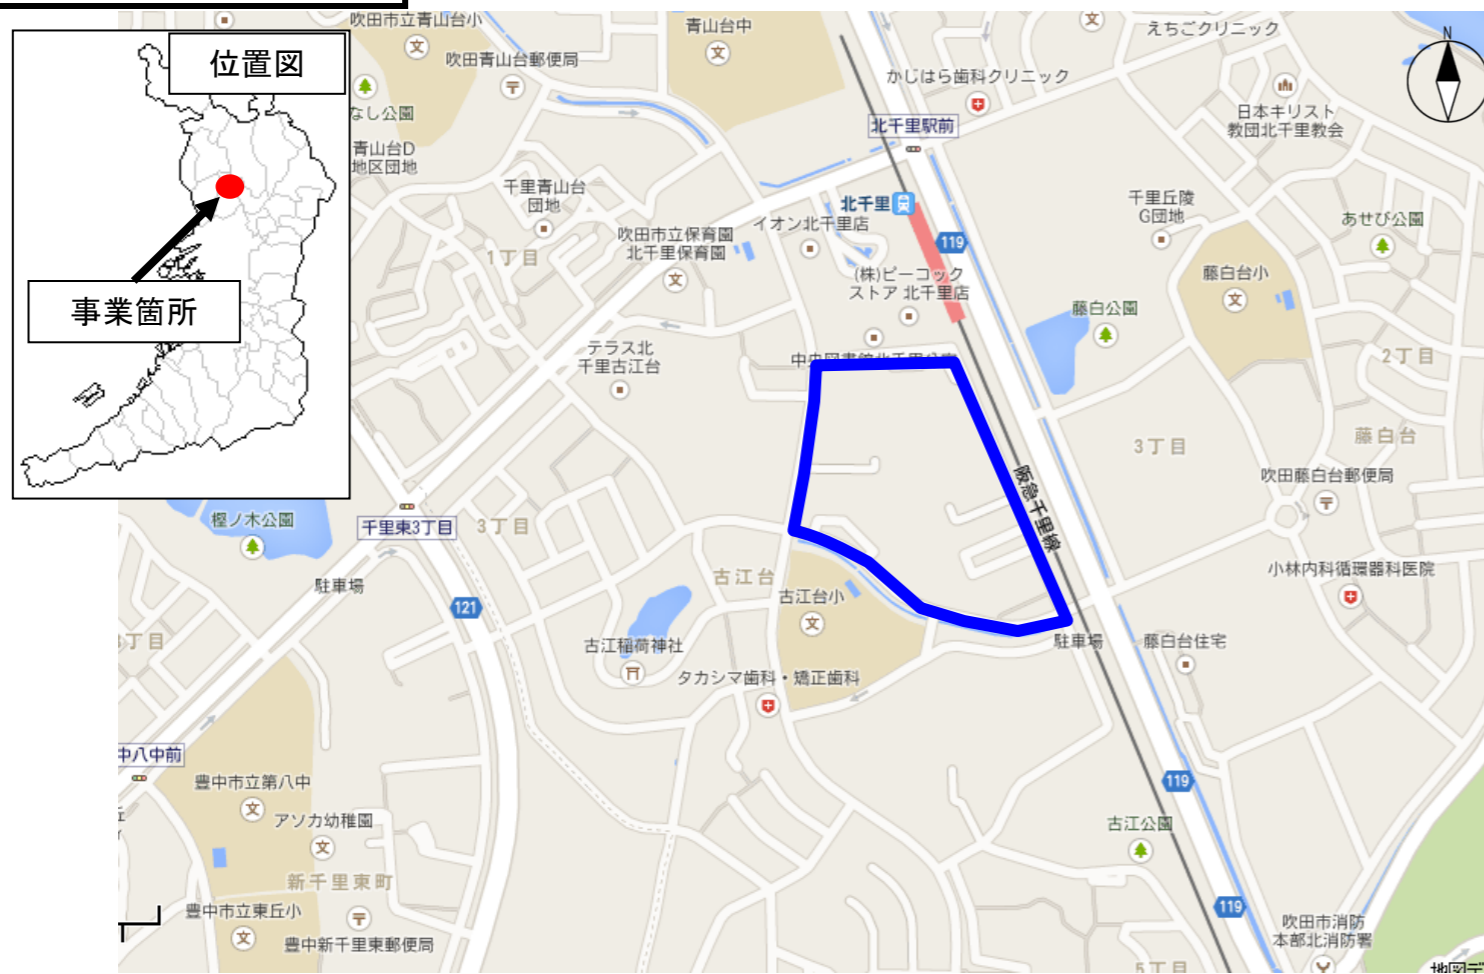 位置図
事業箇所
N
吹田市立青山台小
青山台中
えちごクリニック
吹田青山台郵便局
かじはら歯科クリニック
なし公園
北千里駅前
日本キリスト
教団北千里教会
青山台D
地区団地
千里青山台
団地
北千里
イオン北千里店
千里丘陵
G団地
あせび公園
吹田市立保育園
北千里保育園
119
1丁目
(株)ピーコック
ストア 北千里店
藤白台小
藤白公園
テラス北
千里古江台
中央図書館北千里分室
2丁目
藤白台
3丁目
阪急千里線
吹田藤白台郵便局
樫ノ木公園
千里東3丁目
3丁目
駐車場
古江台
古江台小
小林内科循環器科医院
121
古江稲荷神社
駐車場
藤白台住宅
丁目
タカシマ歯科・矯正歯科
中八中前
豊中市立第八中
119
アソカ幼稚園
古江公園
新千里東町
豊中市立東丘小
119
豊中新千里東郵便局
吹田市消防
本部北消防署
5丁目
地図デ